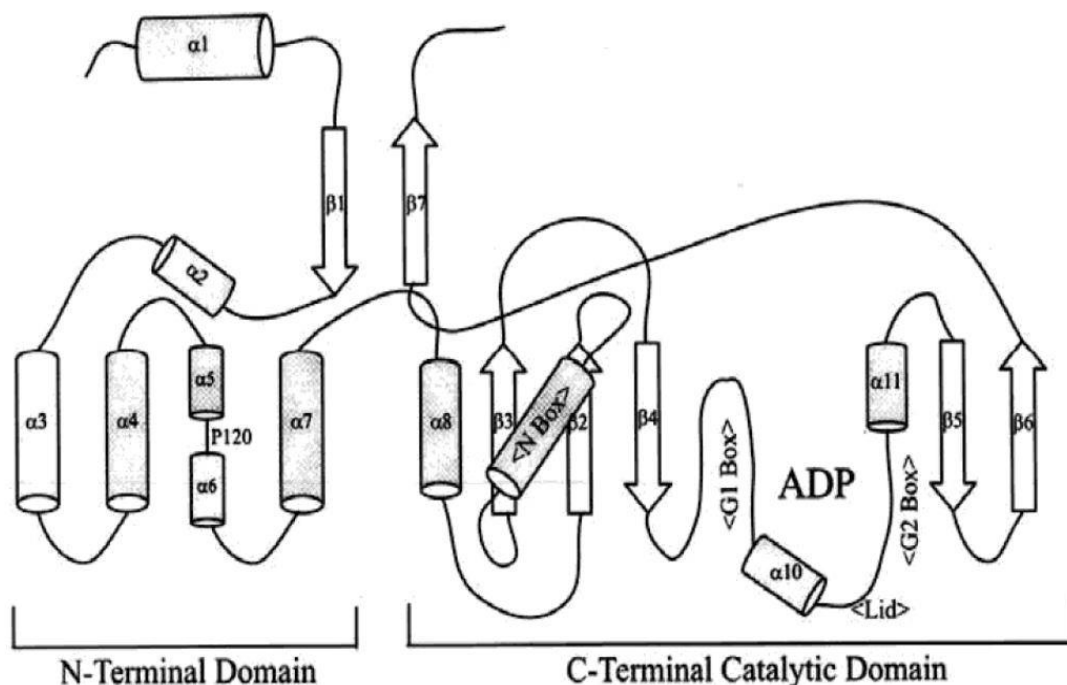 α1
β1
β7
α2
α3
α4
α5
P120
α6
α7
α8
β3
<N Box>
β2
β4
<G1 Box>
ADP
α10
<Lid>
α11
<G2 Box>
β5
β6
N-Terminal Domain
C-Terminal Catalytic Domain